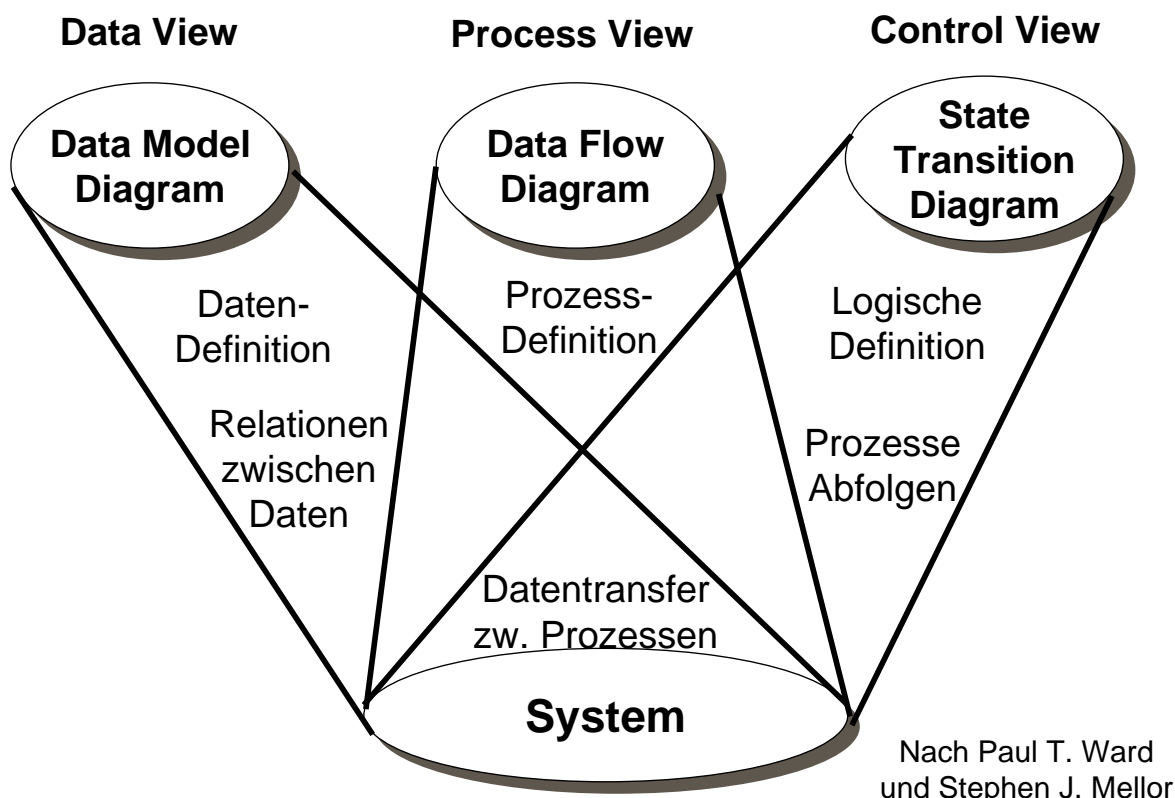 Data View
Process View
Control View
Data Model
Diagram
Data Flow
Diagram
State
Transition
Diagram
Daten-
Definition
Prozess-
Definition
Logische
Definition
Relationen
zwischen
Daten
Prozesse
Abfolgen
Datentransfer
zw. Prozessen
System
Nach Paul T. Ward
und Stephen J. Mellor